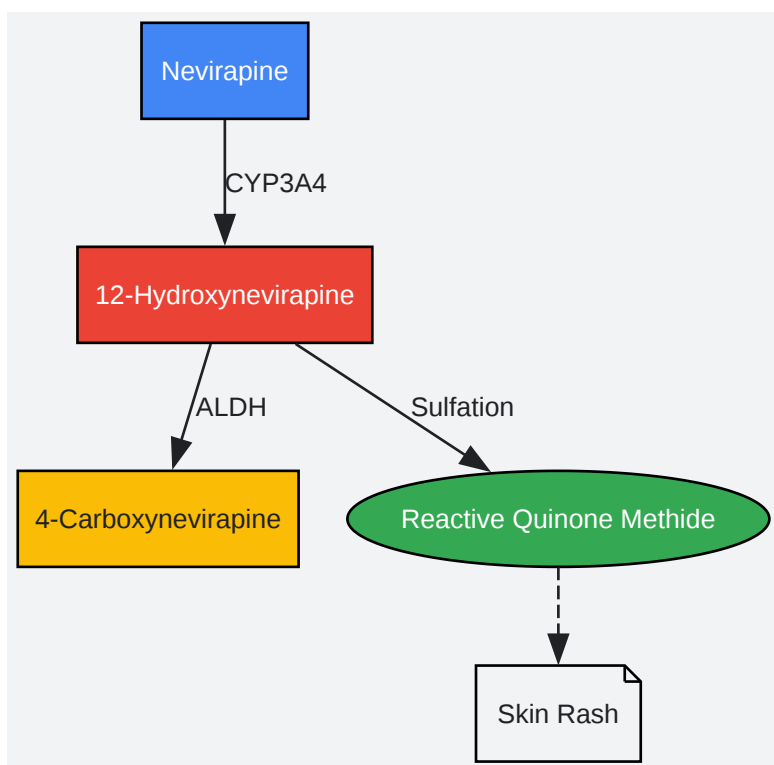 Nevirapine
CYP3A4
12-Hydroxynevirapine
ALDH
Sulfation
4-Carboxynevirapine
Reactive Quinone Methide
Skin Rash